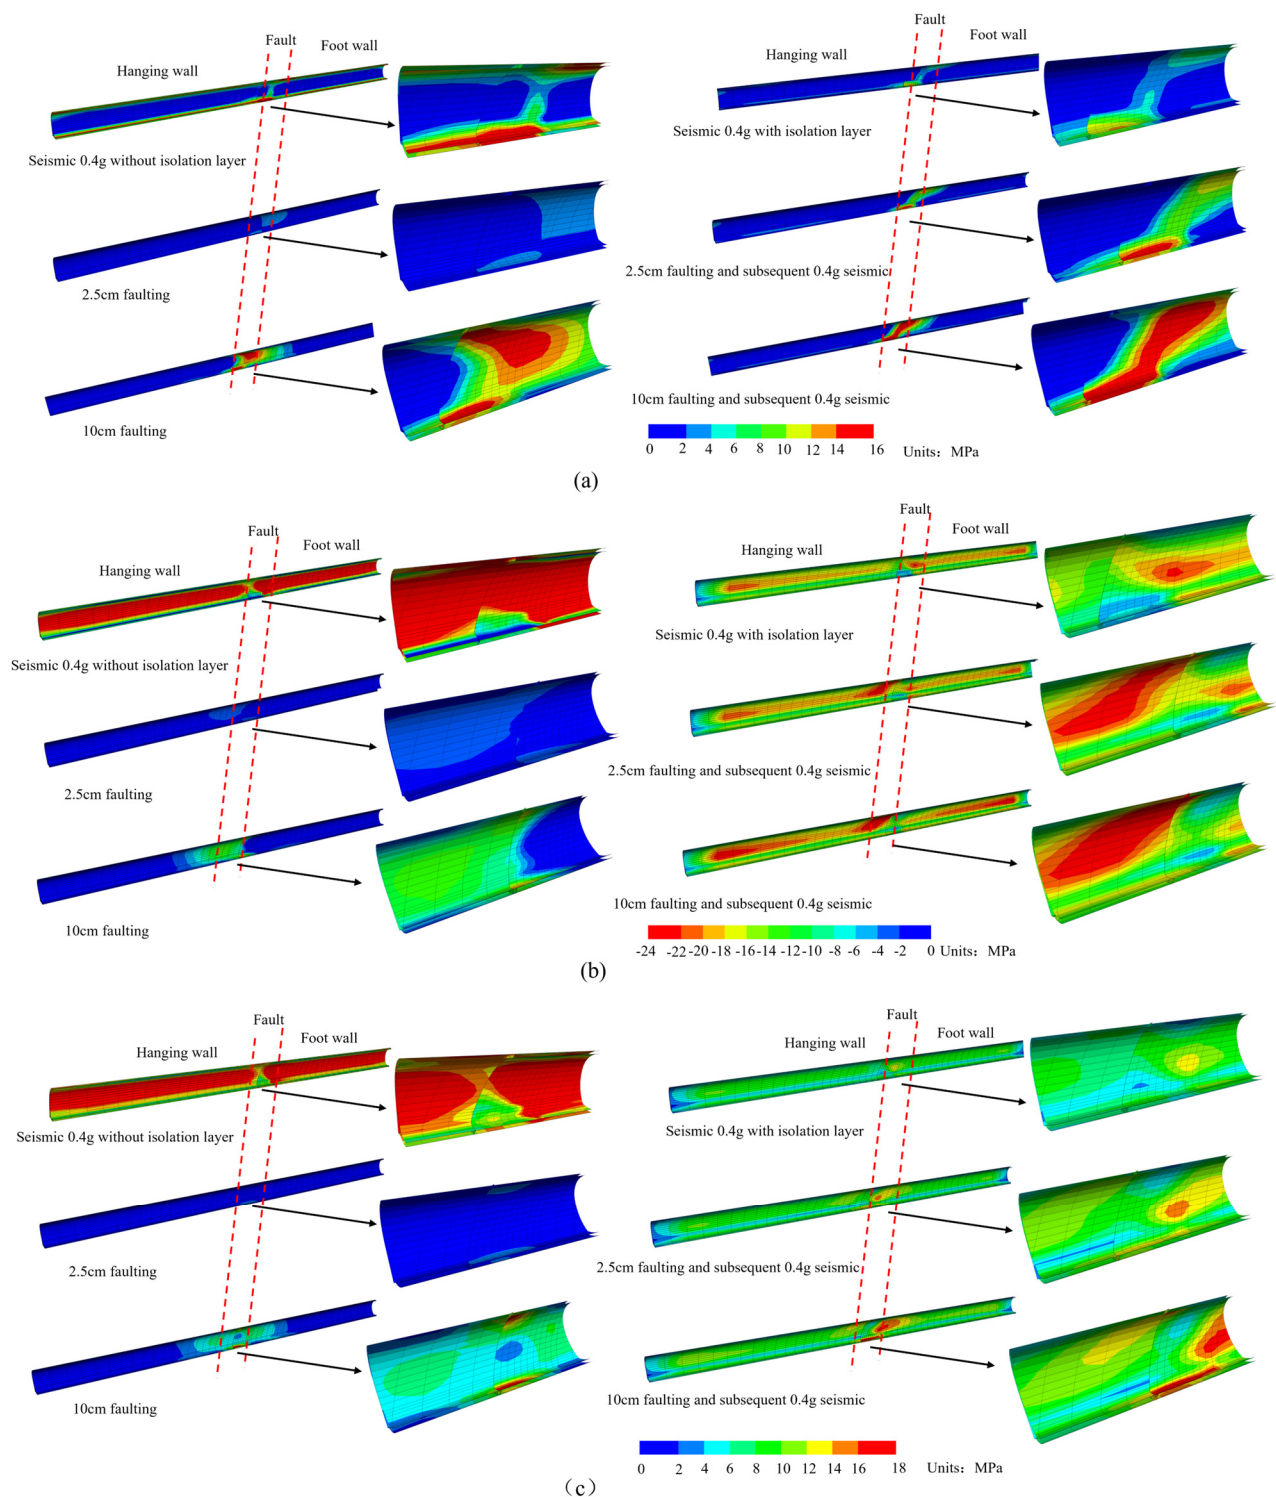 Fault
Hanging wall
Foot wall
Seismic 0.4g without isolation layer
2.5cm faulting
10cm faulting
Fault
Foot wall
Hanging wall
Seismic 0.4g with isolation layer
2.5cm faulting and subsequent 0.4g seismic
10cm faulting and subsequent 0.4g seismic
0 2 4 6 8 10 12 14 16 Units：MPa
(a)
Fault
Hanging wall
Foot wall
Seismic 0.4g without isolation layer
2.5cm faulting
10cm faulting
Fault
Hanging wall
Foot wall
Seismic 0.4g with isolation layer
2.5cm faulting and subsequent 0.4g seismic
10cm faulting and subsequent 0.4g seismic
-24 -22 -20 -18 -16 -14 -12 -10 -8 -6 -4 -2 0 Units：MPa
(b)
Fault
Hanging wall
Foot wall
Seismic 0.4g without isolation layer
2.5cm faulting
10cm faulting
Fault
Hanging wall
Foot wall
Seismic 0.4g with isolation layer
2.5cm faulting and subsequent 0.4g seismic
10cm faulting and subsequent 0.4g seismic
0 2 4 6 8 10 12 14 16 18 Units：MPa
（c）